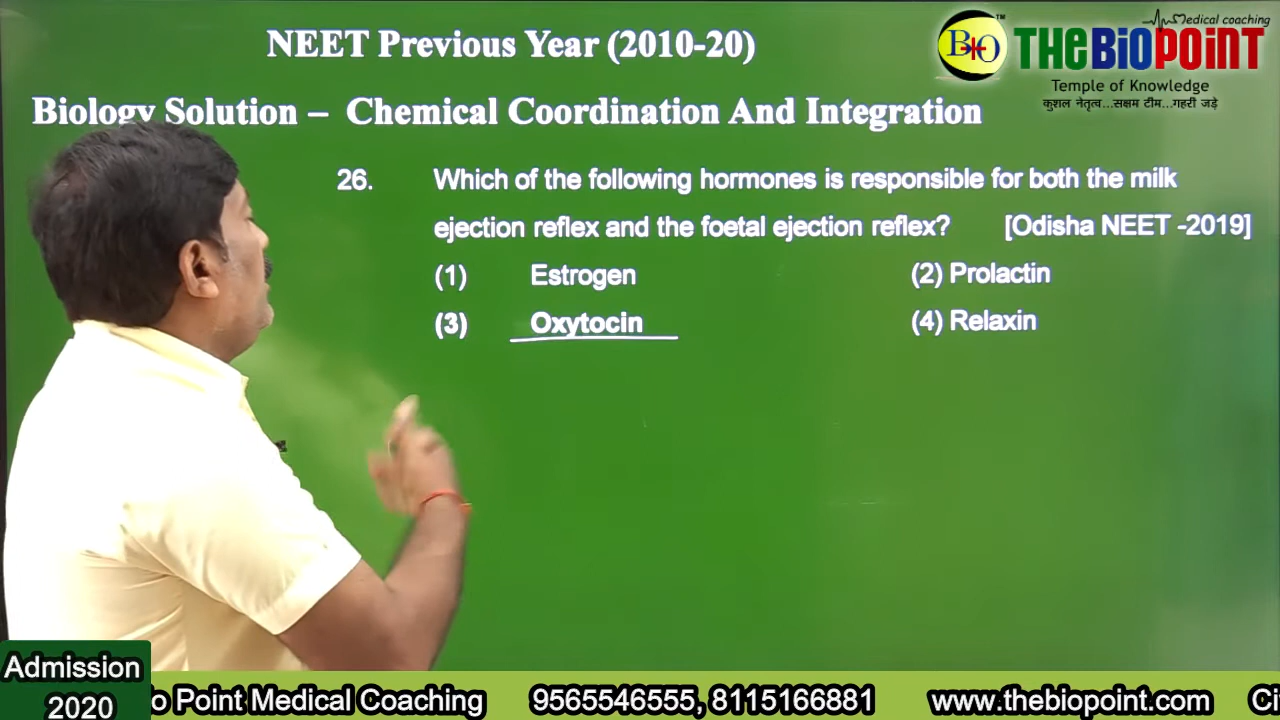 NEET Previous Year (2010-20)
Medical coaching
B+O
THEBiOPOINT
TM
Temple of Knowledge
कुशल नेतृत्व...सक्षम टीम...गहरी जड़े
Biology Solution – Chemical Coordination And Integration
26. Which of the following hormones is responsible for both the milk
ejection reflex and the foetal ejection reflex? [Odisha NEET -2019]
(1) Estrogen (2) Prolactin
(3) Oxytocin (4) Relaxin
Admission
2020
o Point Medical Coaching 9565546555, 8115166881 www.thebiopoint.com Ci